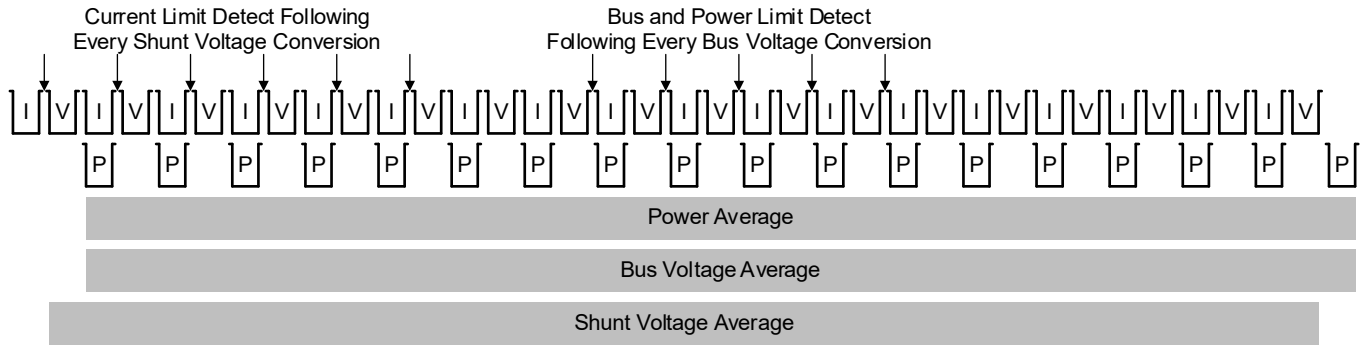 Current Limit Detect Following
Every Shunt Voltage Conversion
Bus and Power Limit Detect
Following Every Bus Voltage Conversion
I V I V I V I V I V I V I V I V I V I V I V I V I V I V I V I V I V I V
P P P P P P P P P P P P P P P P P P
Power Average
Bus Voltage Average
Shunt Voltage Average